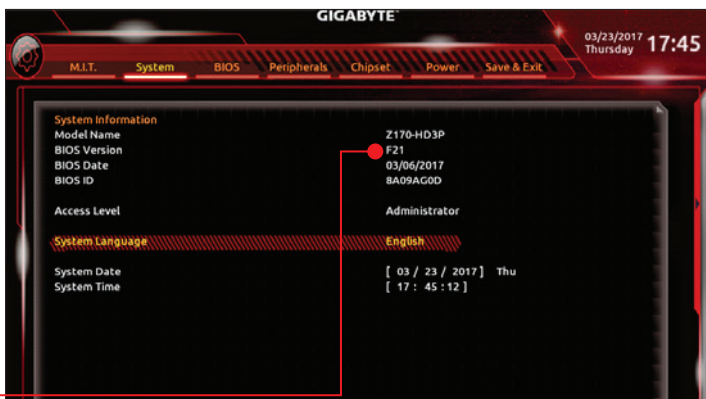 GIGABYTE™
03/23/2017
Thursday
17:45
M.I.T. System BIOS Peripherals Chipset Power Save & Exit
System Information
Model Name Z170-HD3P
BIOS Version F21
BIOS Date 03/06/2017
BIOS ID 8A09AG0D
Access Level Administrator
System Language English
System Date [ 03 / 23 / 2017 ] Thu
System Time [ 17 : 45 : 12 ]